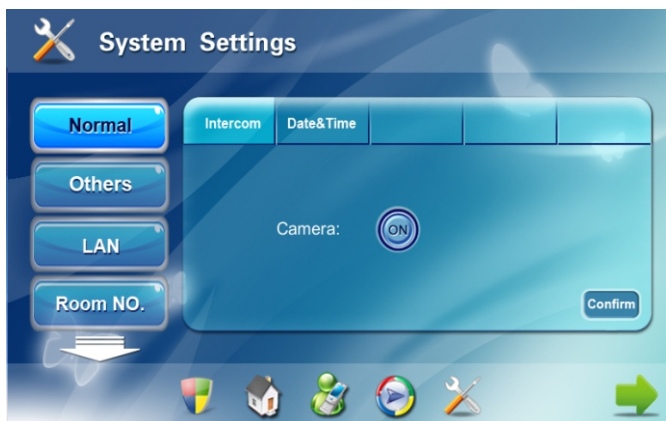 System Settings
Normal
Others
LAN
Room NO.
Intercom Date&Time
Camera: ON
Confirm